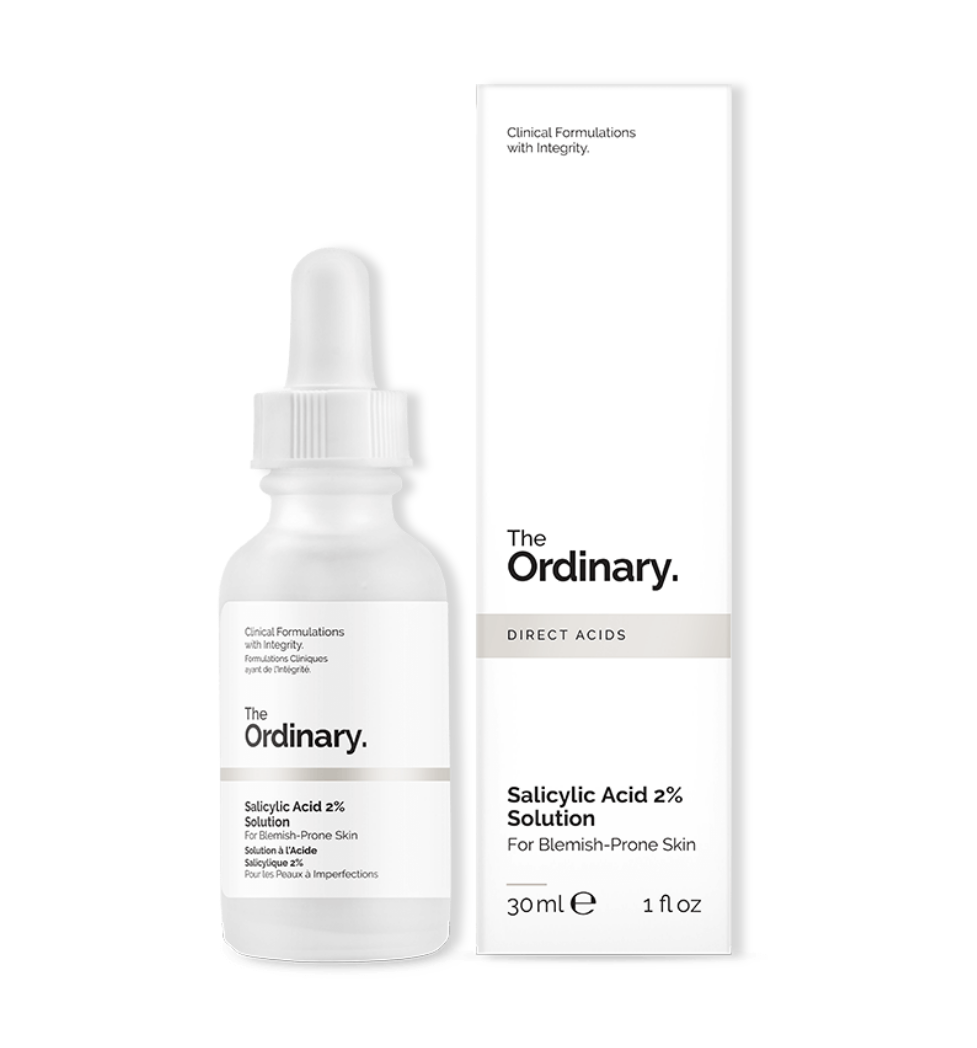 Clinical Formulations
with Integrity.
Formulations Cliniques
ayant de l'intégrité.
The
Ordinary.
Salicylic Acid 2%
Solution
For Blemish-Prone Skin
Solution à l'Acide
Salicylique 2%
Pour les Peaux à Imperfections
Clinical Formulations
with Integrity.
The
Ordinary.
DIRECT ACIDS
Salicylic Acid 2%
Solution
For Blemish-Prone Skin
30 ml ℮ 1 fl oz